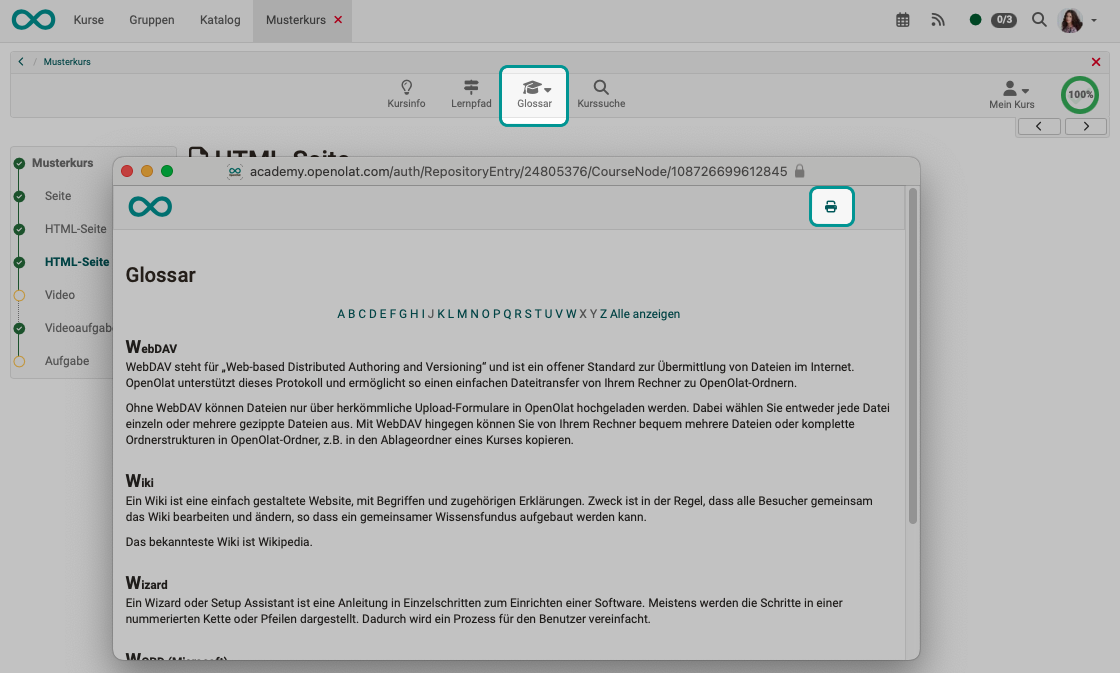 Kurse Gruppen Katalog Musterkurs 0/3
Musterkurs
Kursinfo Lernpfad Glossar Kurssuche Mein Kurs 100%
HTML-Seite
Musterkurs
Seite
HTML-Seite
HTML-Seite
Video
Videoaufgabe
Aufgabe
academy.openolat.com/auth/RepositoryEntry/24805376/CourseNode/108726699612845
Glossar
A B C D E F G H I J K L M N O P Q R S T U V W X Y Z Alle anzeigen
WebDAV
WebDAV steht für „Web-based Distributed Authoring and Versioning“ und ist ein offener Standard zur Übermittlung von Dateien im Internet.
OpenOlat unterstützt dieses Protokoll und ermöglicht so einen einfachen Dateitransfer von Ihrem Rechner zu OpenOlat-Ordnern.
Ohne WebDAV können Dateien nur über herkömmliche Upload-Formulare in OpenOlat hochgeladen werden. Dabei wählen Sie entweder jede Datei
einzeln oder mehrere gezippte Dateien aus. Mit WebDAV hingegen können Sie von Ihrem Rechner bequem mehrere Dateien oder komplette
Ordnerstrukturen in OpenOlat-Ordner, z.B. in den Ablageordner eines Kurses kopieren.
Wiki
Ein Wiki ist eine einfach gestaltete Website, mit Begriffen und zugehörigen Erklärungen. Zweck ist in der Regel, dass alle Besucher gemeinsam
das Wiki bearbeiten und ändern, so dass ein gemeinsamer Wissensfundus aufgebaut werden kann.
Das bekannteste Wiki ist Wikipedia.
Wizard
Ein Wizard oder Setup Assistant ist eine Anleitung in Einzelschritten zum Einrichten einer Software. Meistens werden die Schritte in einer
nummerierten Kette oder Pfeilen dargestellt. Dadurch wird ein Prozess für den Benutzer vereinfacht.
WORD (Microsoft)